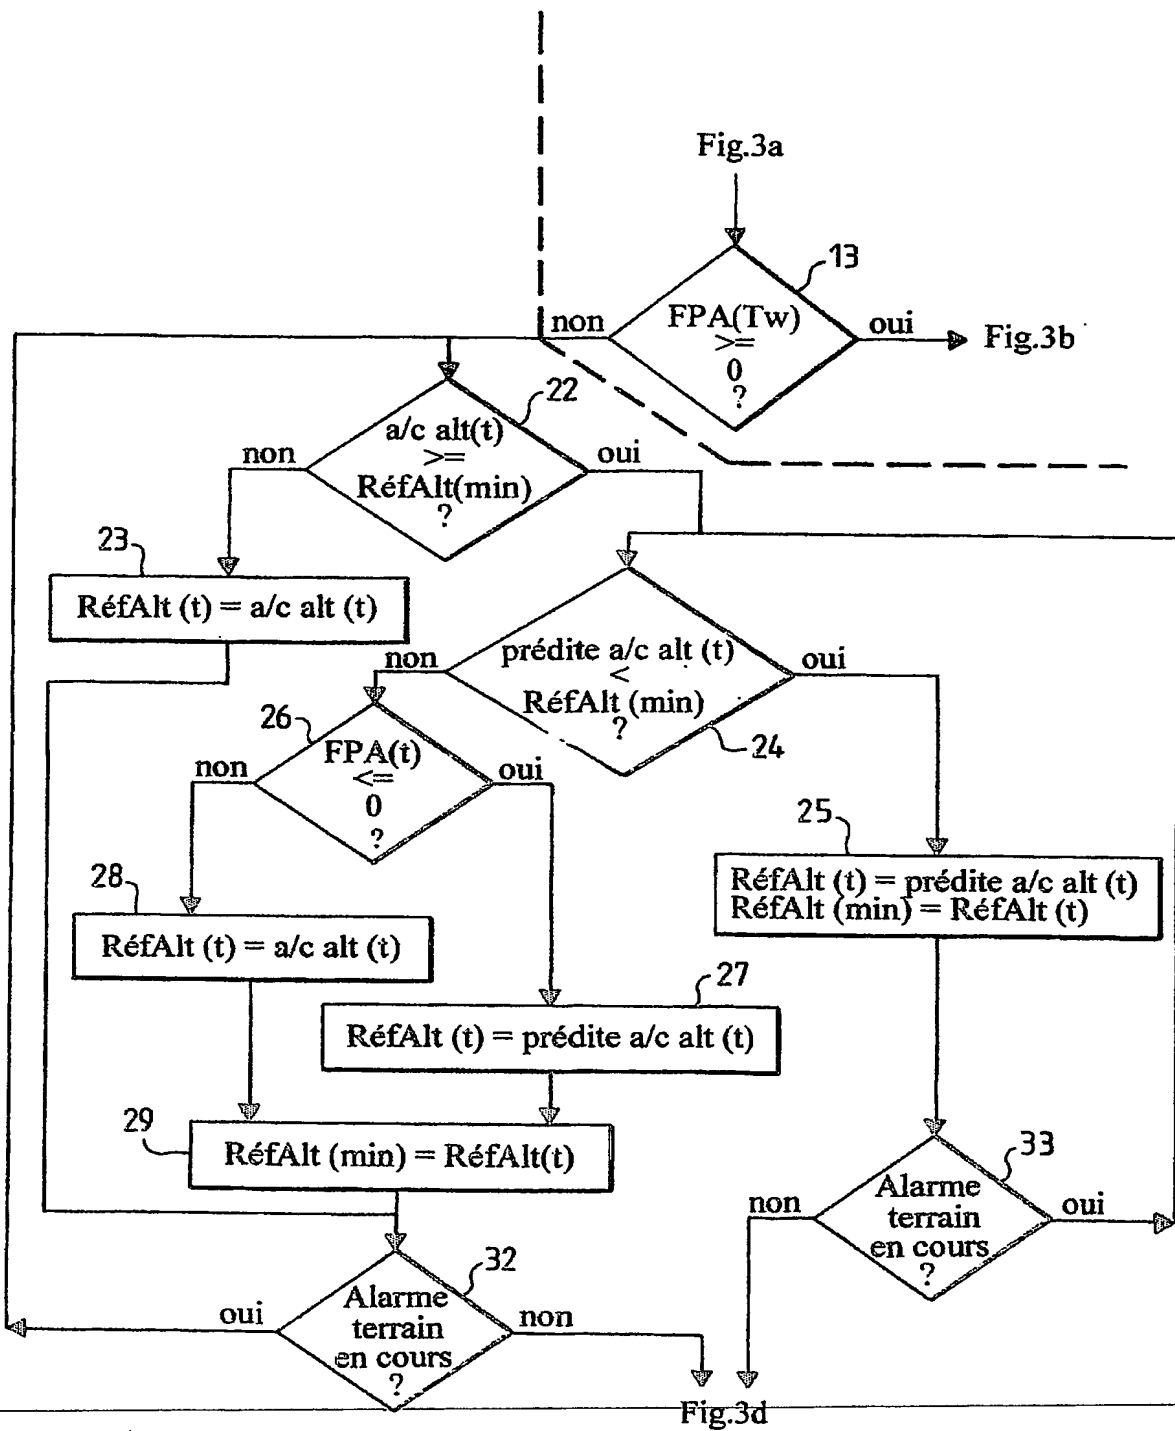 Fig.3a
13
non
FPA(Tw)
>=
0
?
oui
Fig.3b
22
non
a/c alt(t)
>=
RéfAlt(min)
?
oui
23
RéfAlt (t) = a/c alt (t)
non
prédite a/c alt (t)
<
RéfAlt (min)
?
oui
24
26
non
FPA(t)
<=
0
?
oui
25
RéfAlt (t) = prédite a/c alt (t)
RéfAlt (min) = RéfAlt (t)
28
RéfAlt (t) = a/c alt (t)
27
RéfAlt (t) = prédite a/c alt (t)
29
RéfAlt (min) = RéfAlt(t)
33
non
Alarme
terrain
en cours
?
oui
32
oui
Alarme
terrain
en cours
?
non
Fig.3d